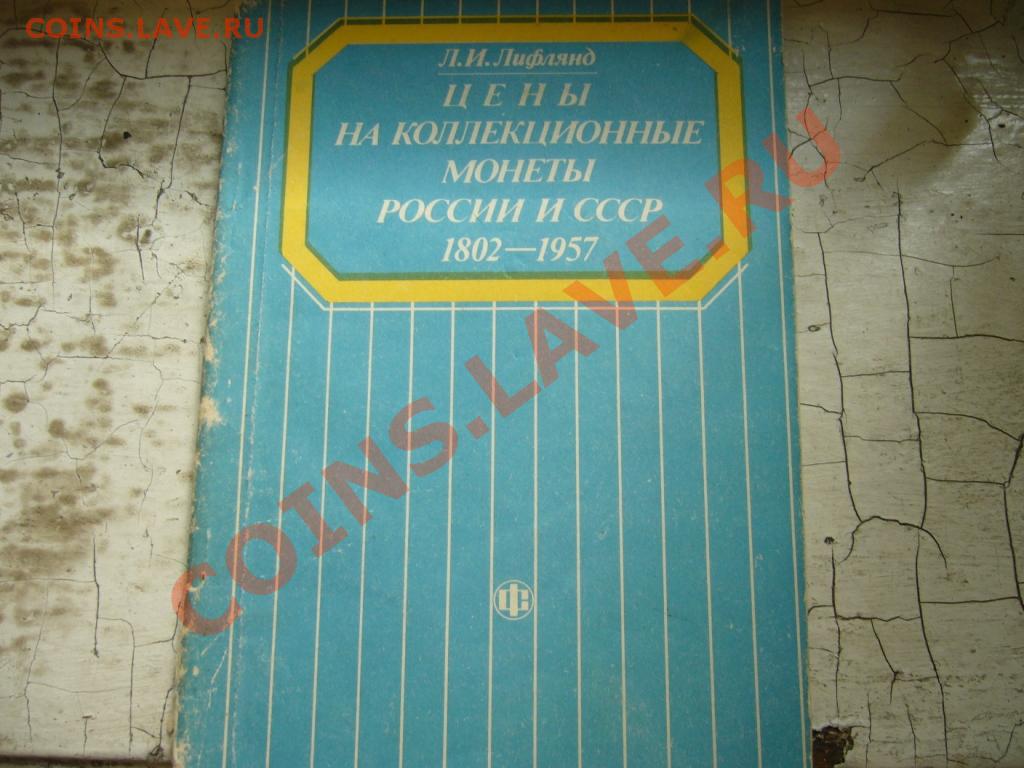 COINS.LAVE.RU
Л.И. Лифлянд
ЦЕНЫ
НА КОЛЛЕКЦИОННЫЕ
МОНЕТЫ
РОССИИ И СССР
1802—1957
COINS.LAVE.RU